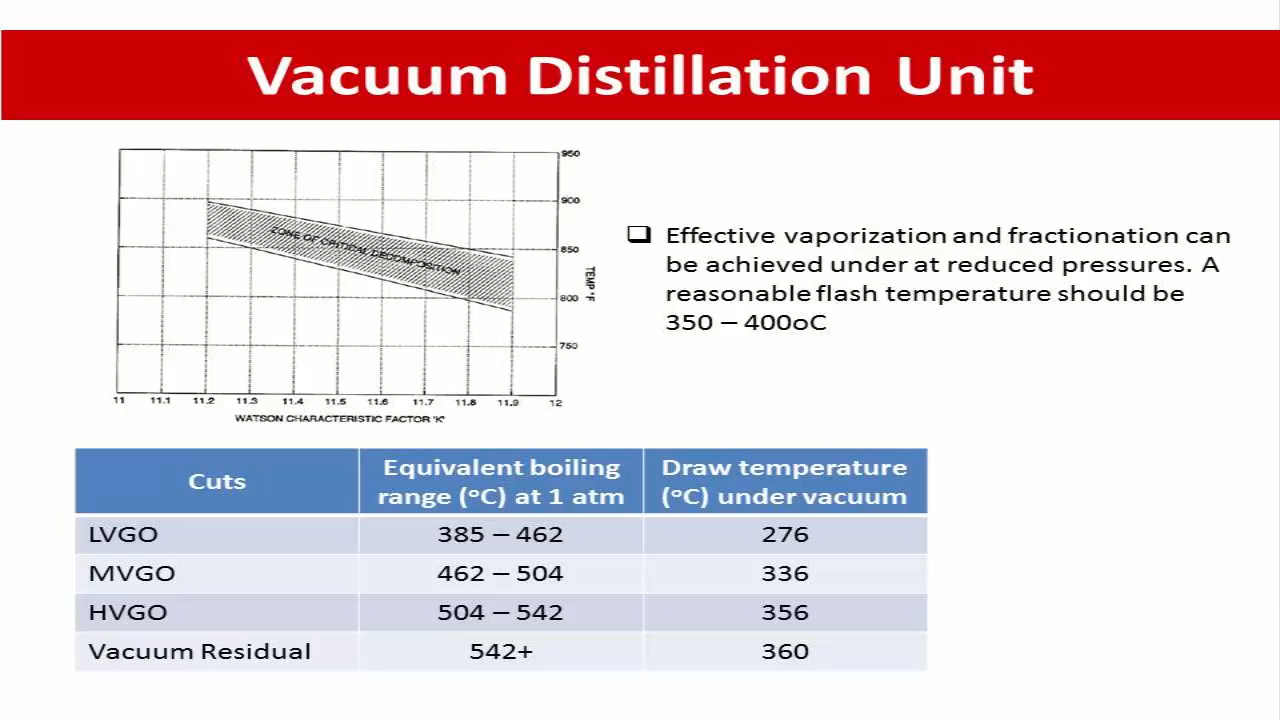 Vacuum Distillation Unit
950
900
850
800
750
TEMP °F
ZONE OF CRITICAL DECOMPOSITION
11 11.1 11.2 11.3 11.4 11.5 11.6 11.7 11.8 11.9 12
WATSON CHARACTERISTIC FACTOR 'K'
❑ Effective vaporization and fractionation can
be achieved under at reduced pressures. A
reasonable flash temperature should be
350 – 400oC
Cuts
Equivalent boiling
range (°C) at 1 atm
Draw temperature
(°C) under vacuum
LVGO 385 – 462 276
MVGO 462 – 504 336
HVGO 504 – 542 356
Vacuum Residual 542+ 360